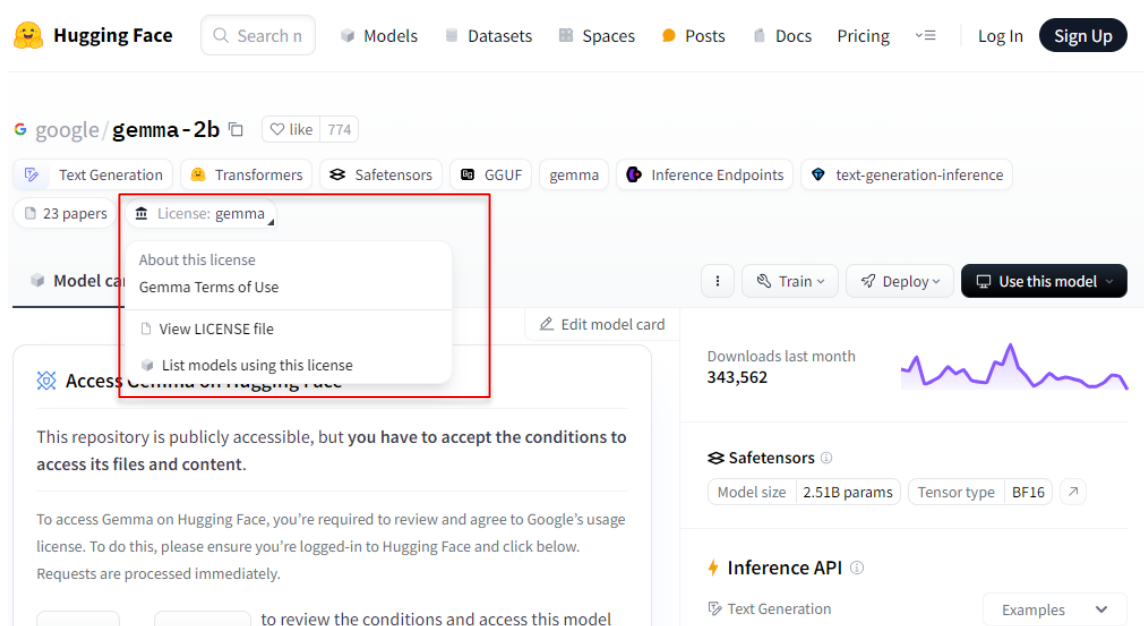 Hugging Face
Search n
Models
Datasets
Spaces
Posts
Docs
Pricing
Log In
Sign Up
google/gemma-2b
like 774
Text Generation
Transformers
Safetensors
GGUF
gemma
Inference Endpoints
text-generation-inference
23 papers
License: gemma
About this license
Gemma Terms of Use
View LICENSE file
List models using this license
Model ca
Train
Deploy
Use this model
Edit model card
Access Gemma on Hugging Face
This repository is publicly accessible, but you have to accept the conditions to
access its files and content.
To access Gemma on Hugging Face, you're required to review and agree to Google's usage
license. To do this, please ensure you're logged-in to Hugging Face and click below.
Requests are processed immediately.
to review the conditions and access this model
Downloads last month
343,562
Safetensors
Model size 2.51B params
Tensor type BF16
Inference API
Text Generation
Examples